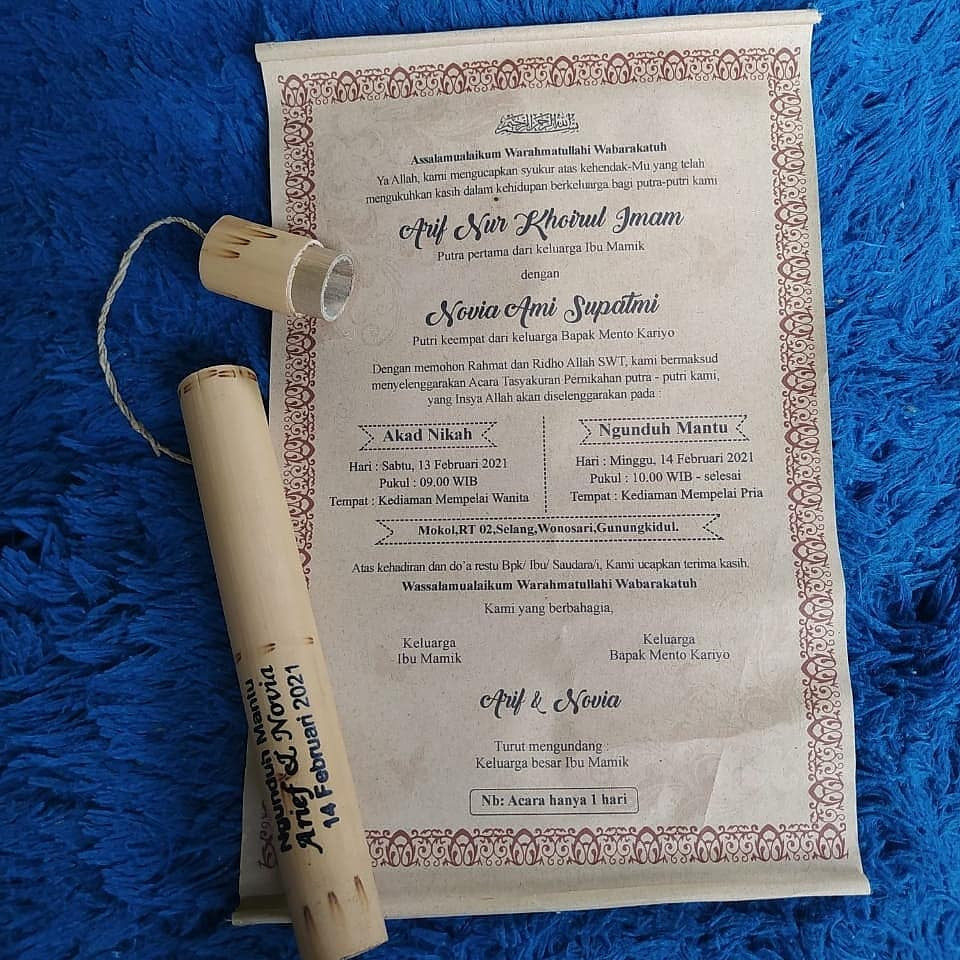 بسم الله الرحمن الرحيم
Assalamualaikum Warahmatullahi Wabarakatuh
Ya Allah, kami mengucapkan syukur atas kehendak-Mu yang telah
mengukuhkan kasih dalam kehidupan berkeluarga bagi putra-putri kami
Arif Nur Khoirul Imam
Putra pertama dari keluarga Ibu Mamik
dengan
Novia Ami Supatmi
Putri keempat dari keluarga Bapak Mento Kariyo
Dengan memohon Rahmat dan Ridho Allah SWT, kami bermaksud
menyelenggarakan Acara Tasyakuran Pernikahan putra - putri kami,
yang Insya Allah akan diselenggarakan pada :
Akad Nikah
Hari : Sabtu, 13 Februari 2021
Pukul : 09.00 WIB
Tempat : Kediaman Mempelai Wanita
Ngunduh Mantu
Hari : Minggu, 14 Februari 2021
Pukul : 10.00 WIB - selesai
Tempat : Kediaman Mempelai Pria
Mokol,RT 02,Selang,Wonosari,Gunungkidul.
Atas kehadiran dan do'a restu Bpk/ Ibu/ Saudara/i, Kami ucapkan terima kasih.
Wassalamualaikum Warahmatullahi Wabarakatuh
Kami yang berbahagia,
Keluarga
Ibu Mamik
Keluarga
Bapak Mento Kariyo
Arif & Novia
Turut mengundang :
Keluarga besar Ibu Mamik
Nb: Acara hanya 1 hari
Ngunduh Mantu
Arief & Novia
14 Februari 2021